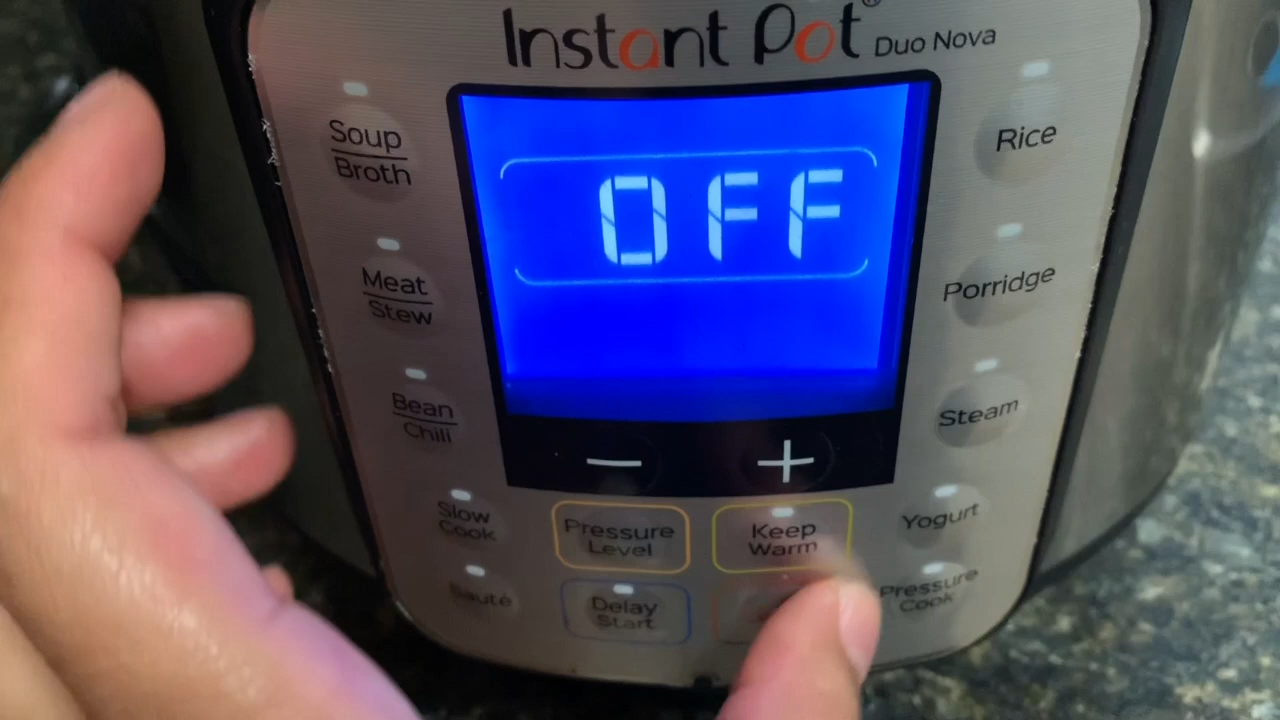 Instant Pot® Duo Nova
OFF
Soup
Broth
Meat
Stew
Bean
Chili
Slow
Cook
Sauté
Rice
Porridge
Steam
Yogurt
Pressure
Cook
− +
Pressure
Level
Keep
Warm
Delay
Start